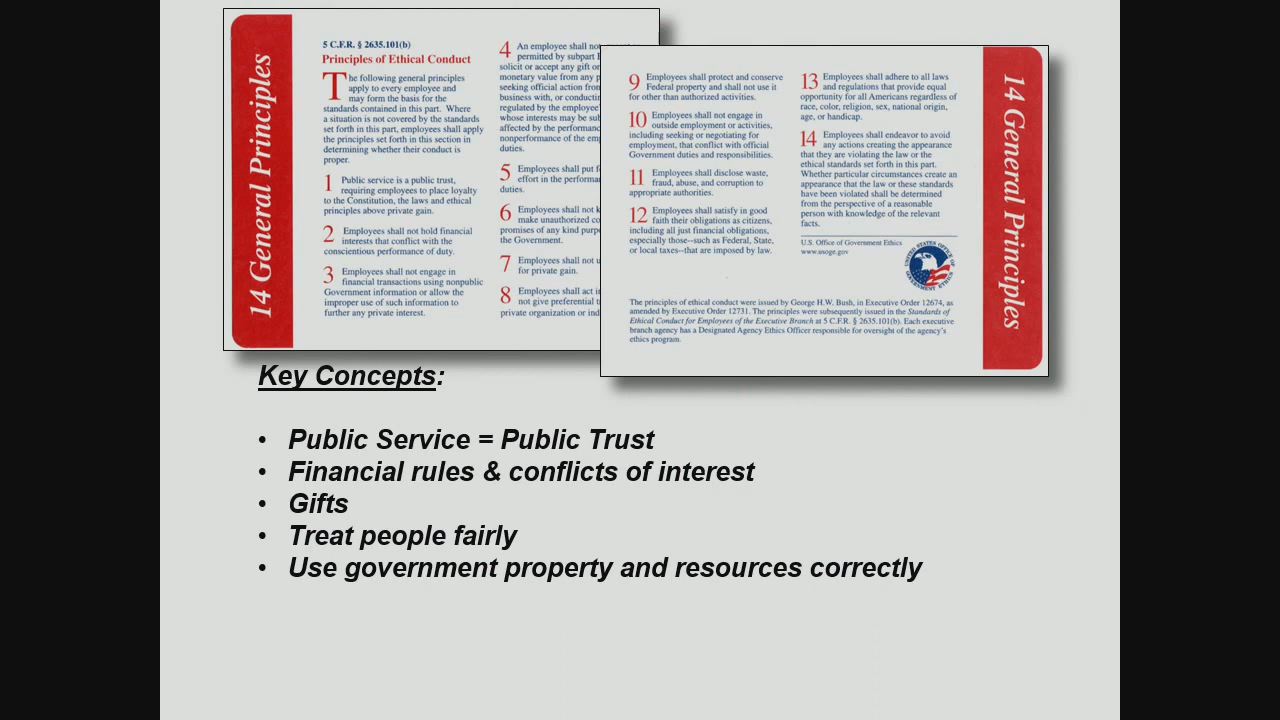 14 General Principles
5 C.F.R. § 2635.101(b)
Principles of Ethical Conduct
The following general principles
apply to every employee and
may form the basis for the
standards contained in this part. Where
a situation is not covered by the standards
set forth in this part, employees shall apply
the principles set forth in this section in
determining whether their conduct is
proper.
1 Public service is a public trust,
requiring employees to place loyalty
to the Constitution, the laws and ethical
principles above private gain.
2 Employees shall not hold financial
interests that conflict with the
conscientious performance of duty.
3 Employees shall not engage in
financial transactions using nonpublic
Government information or allow the
improper use of such information to
further any private interest.
4 An employee shall not
permitted by subpart
solicit or accept any gift or
monetary value from any p
seeking official action from
business with, or conductin
regulated by the employee'
whose interests may be sub
affected by the performanc
nonperformance of the emp
duties.
5 Employees shall put f
effort in the performan
duties.
6 Employees shall not k
make unauthorized co
promises of any kind purpo
the Government.
7 Employees shall not u
for private gain.
8 Employees shall act i
not give preferential t
private organization or ind
9 Employees shall protect and conserve
Federal property and shall not use it
for other than authorized activities.
10 Employees shall not engage in
outside employment or activities,
including seeking or negotiating for
employment, that conflict with official
Government duties and responsibilities.
11 Employees shall disclose waste,
fraud, abuse, and corruption to
appropriate authorities.
12 Employees shall satisfy in good
faith their obligations as citizens,
including all just financial obligations,
especially those--such as Federal, State,
or local taxes--that are imposed by law.
13 Employees shall adhere to all laws
and regulations that provide equal
opportunity for all Americans regardless of
race, color, religion, sex, national origin,
age, or handicap.
14 Employees shall endeavor to avoid
any actions creating the appearance
that they are violating the law or the
ethical standards set forth in this part.
Whether particular circumstances create an
appearance that the law or these standards
have been violated shall be determined
from the perspective of a reasonable
person with knowledge of the relevant
facts.
U.S. Office of Government Ethics
www.usoge.gov
UNITED STATES OFFICE OF GOVERNMENT ETHICS
The principles of ethical conduct were issued by George H.W. Bush, in Executive Order 12674, as
amended by Executive Order 12731. The principles were subsequently issued in the Standards of
Ethical Conduct for Employees of the Executive Branch at 5 C.F.R. § 2635.101(b). Each executive
branch agency has a Designated Agency Ethics Officer responsible for oversight of the agency's
ethics program.
14 General Principles
Key Concepts:
• Public Service = Public Trust
• Financial rules & conflicts of interest
• Gifts
• Treat people fairly
• Use government property and resources correctly